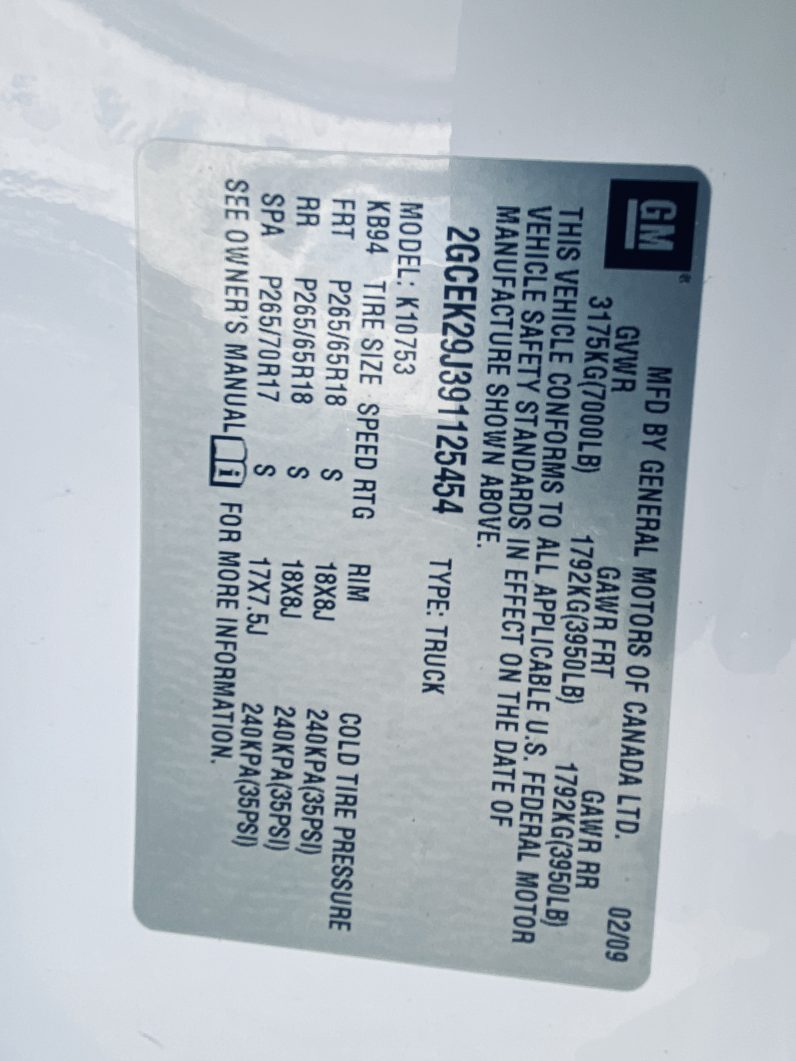 GM
MFD BY GENERAL MOTORS OF CANADA LTD. 02/09
GVWR GAWR FRT GAWR RR
3175KG(7000LB) 1792KG(3950LB) 1792KG(3950LB)
THIS VEHICLE CONFORMS TO ALL APPLICABLE U.S. FEDERAL MOTOR
VEHICLE SAFETY STANDARDS IN EFFECT ON THE DATE OF
MANUFACTURE SHOWN ABOVE.
2GCEK29J391125454 TYPE: TRUCK
MODEL: K10753
KB94 TIRE SIZE SPEED RTG RIM COLD TIRE PRESSURE
FRT P265/65R18 S 18X8J 240KPA(35PSI)
RR P265/65R18 S 18X8J 240KPA(35PSI)
SPA P265/70R17 S 17X7.5J 240KPA(35PSI)
SEE OWNER'S MANUAL i FOR MORE INFORMATION.